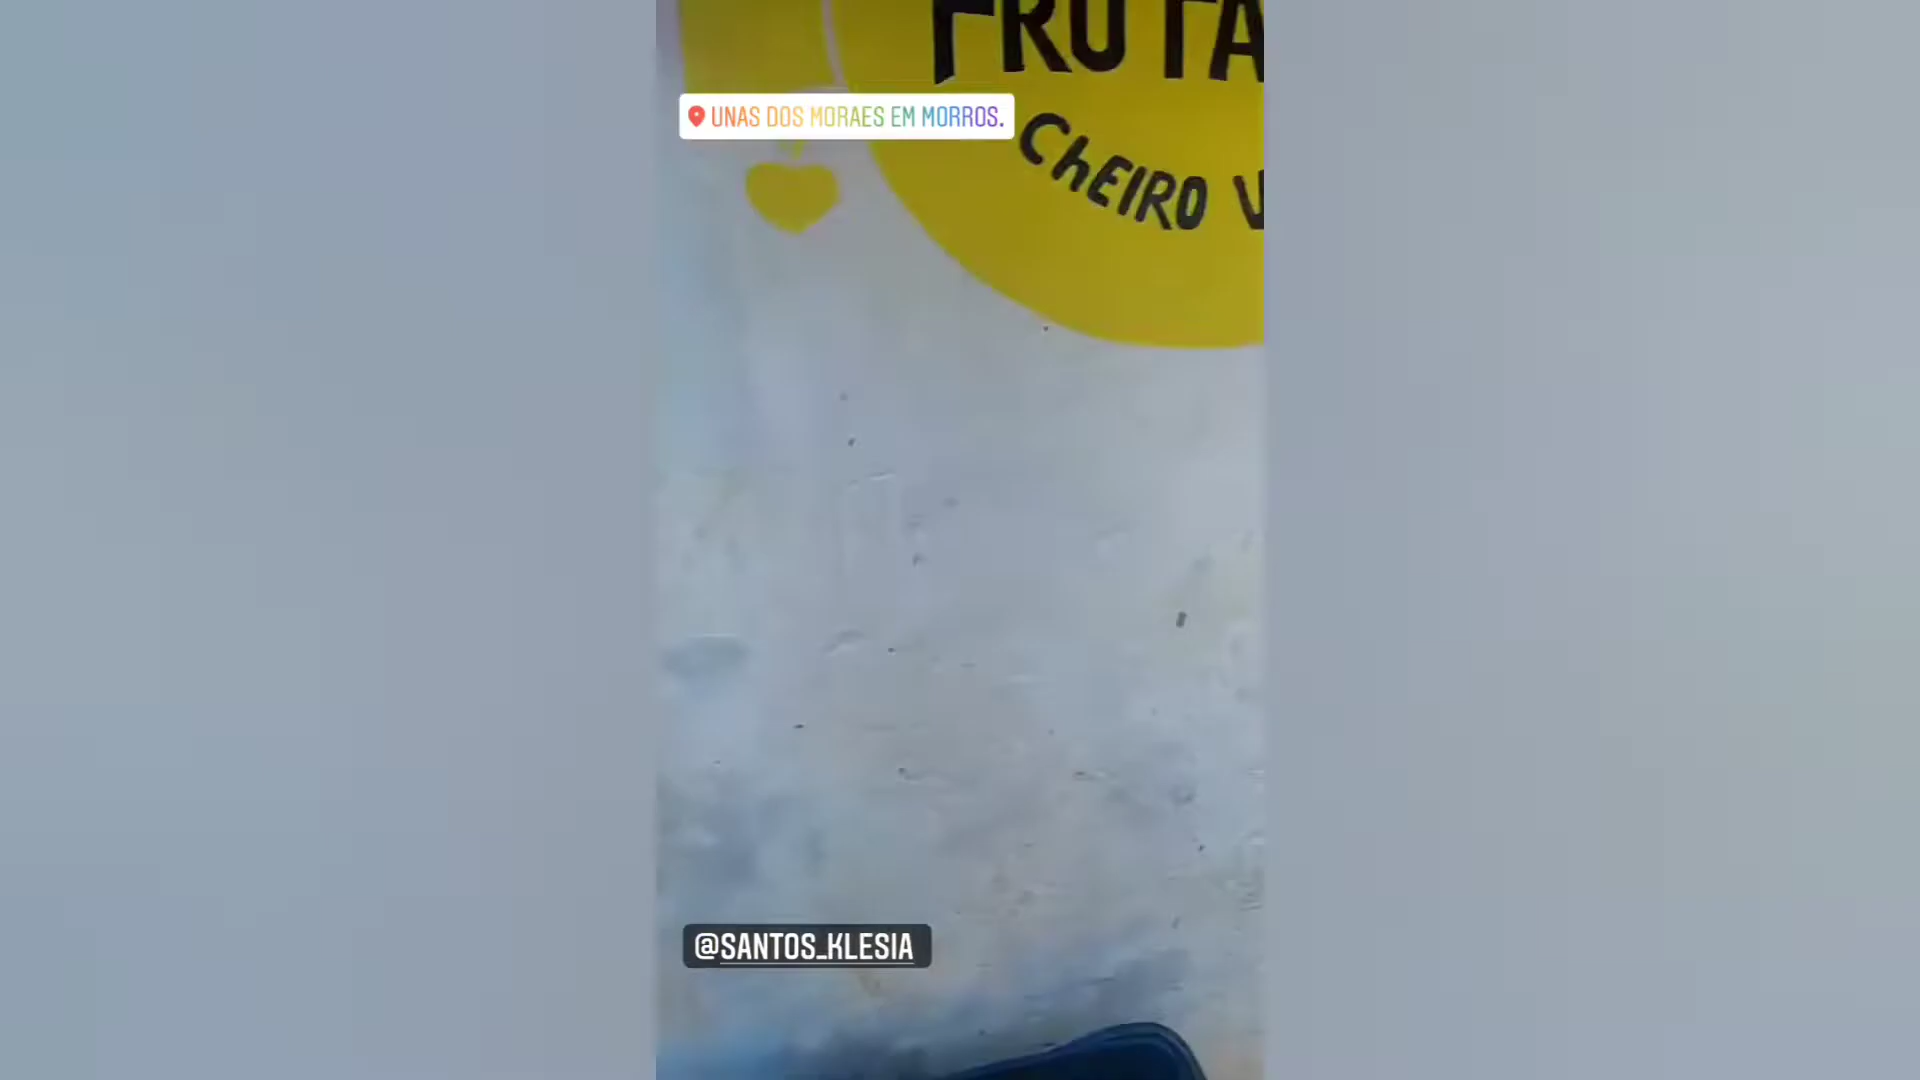 FRUTA
UNAS DOS MORAES EM MORROS.
ChEIRO
@SANTOS_KLESIA